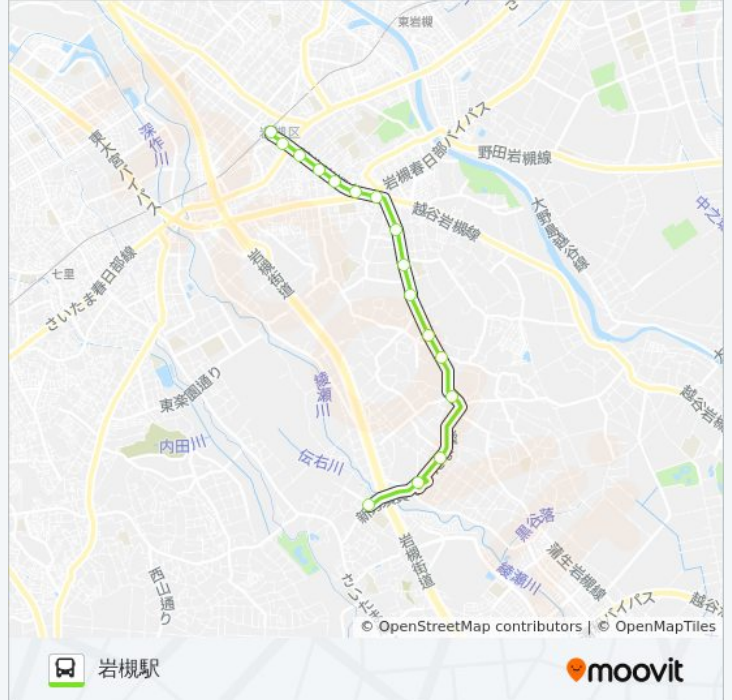 東岩槻
岩槻区
深作川
東大宮バイパス
岩槻春日部バイパス
野田岩槻線
越谷岩槻線
大野島越谷線
七里
さいたま春日部線
岩槻街道
東楽園通り
綾瀬川
内田川
伝右川
岩槻街道
黒谷落
蒲生岩槻線
綾瀬川
西山通り
バイパス
© OpenStreetMap contributors | © OpenMapTiles
岩槻駅
moovit